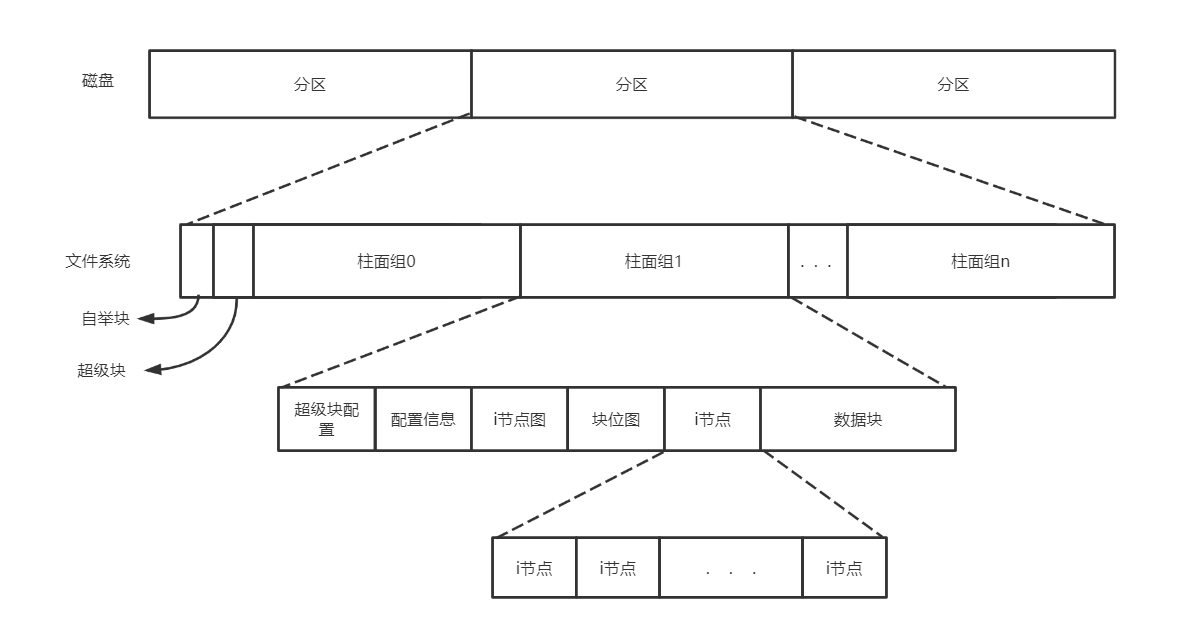 磁盘
分区
分区
分区
文件系统
柱面组0
柱面组1
. . .
柱面组n
自举块
超级块
超级块配
置
配置信息
i节点图
块位图
i节点
数据块
i节点
i节点
. . .
i节点